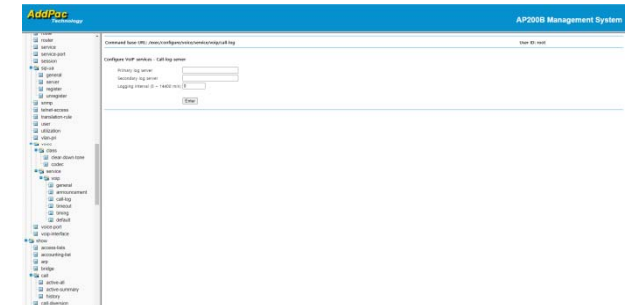 AddPac
Technology
AP200B Management System
router
service
service-port
session
sip-ua
general
server
register
unregister
snmp
telnet-access
translation-rule
user
utilization
vlan-pri
voice
class
clear-down-tone
codec
service
voip
general
announcement
call-log
timeout
timing
default
voice-port
voip-interface
show
access-lists
accounting-list
arp
bridge
call
active-all
active-summary
history
call-diversion
Command base URL: /exec/configure/voice/service/voip/call-log
User ID: root
Configure VoIP services - Call log server
Primary log server
Secondary log server
Logging interval (0 ~ 14400 min) 0
Enter